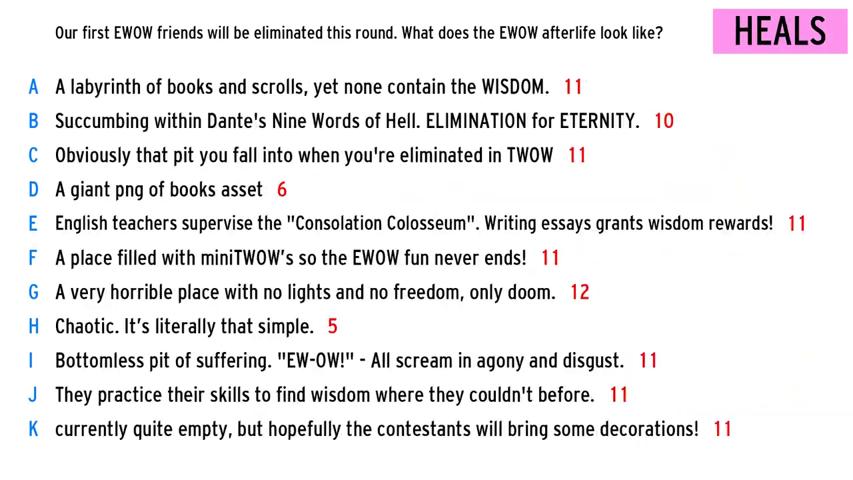 Our first EWOW friends will be eliminated this round. What does the EWOW afterlife look like?
HEALS
A A labyrinth of books and scrolls, yet none contain the WISDOM. 11
B Succumbing within Dante's Nine Words of Hell. ELIMINATION for ETERNITY. 10
C Obviously that pit you fall into when you're eliminated in TWOW 11
D A giant png of books asset 6
E English teachers supervise the "Consolation Colosseum". Writing essays grants wisdom rewards! 11
F A place filled with miniTWOW’s so the EWOW fun never ends! 11
G A very horrible place with no lights and no freedom, only doom. 12
H Chaotic. It’s literally that simple. 5
I Bottomless pit of suffering. "EW-OW!" - All scream in agony and disgust. 11
J They practice their skills to find wisdom where they couldn't before. 11
K currently quite empty, but hopefully the contestants will bring some decorations! 11